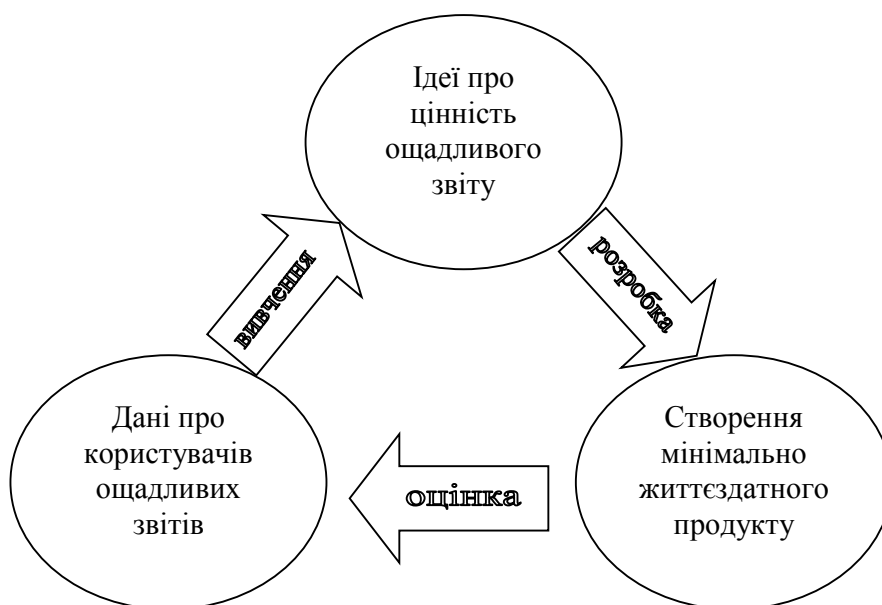 Ідеї про
цінність
ощадливого
звіту
розробка
вивчення
Дані про
користувачів
ощадливих
звітів
оцінка
Створення
мінімально
життєздатного
продукту